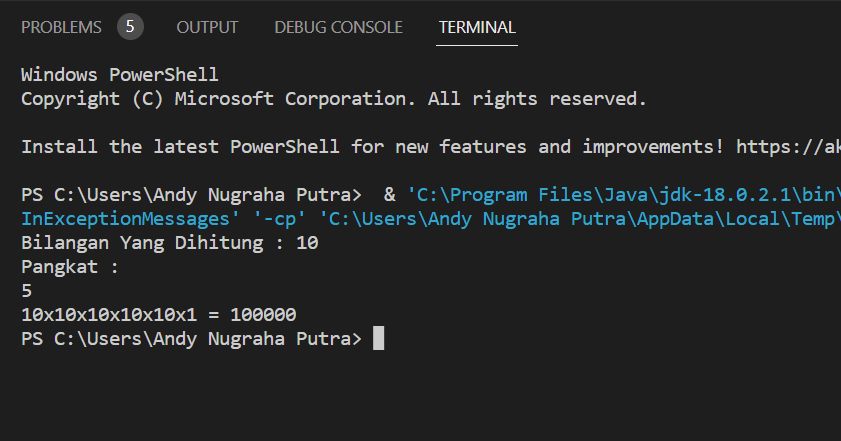 PROBLEMS 5 OUTPUT DEBUG CONSOLE TERMINAL
Windows PowerShell
Copyright (C) Microsoft Corporation. All rights reserved.
Install the latest PowerShell for new features and improvements! https://ak
PS C:\Users\Andy Nugraha Putra>  & 'C:\Program Files\Java\jdk-18.0.2.1\bin\
InExceptionMessages' '-cp' 'C:\Users\Andy Nugraha Putra\AppData\Local\Temp\
Bilangan Yang Dihitung : 10
Pangkat :
5
10x10x10x10x10x1 = 100000
PS C:\Users\Andy Nugraha Putra>